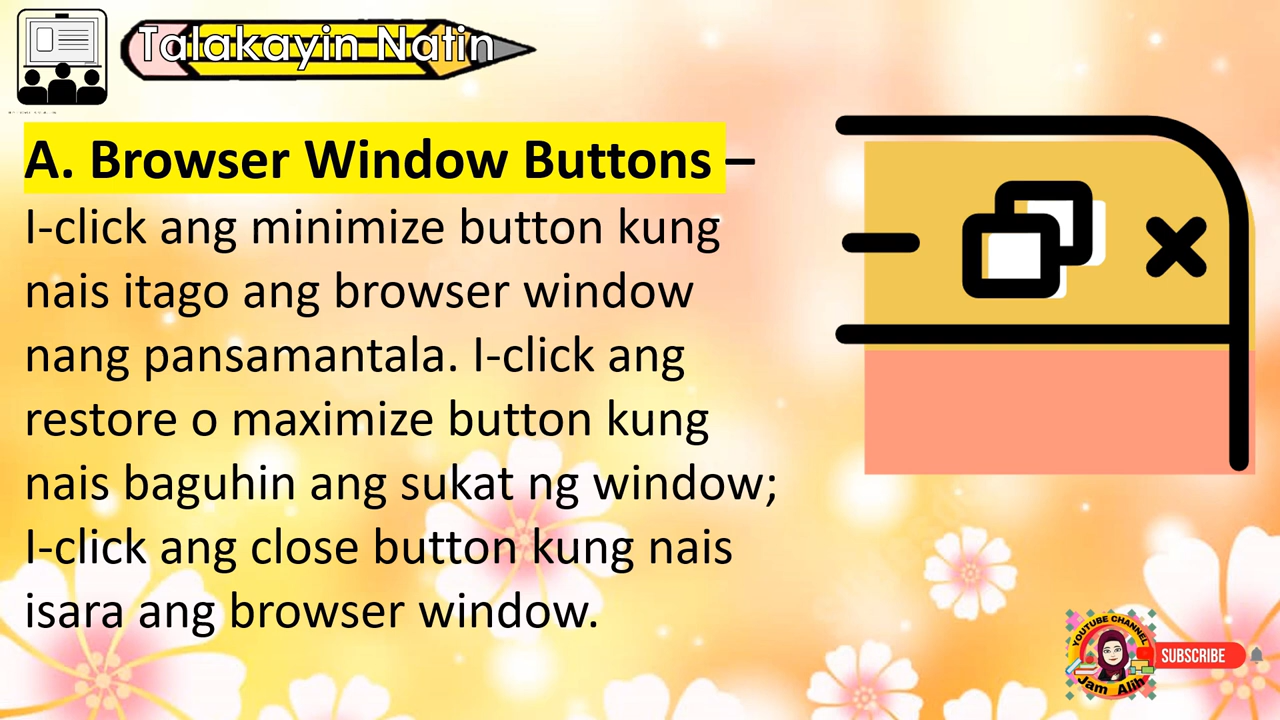 Talakayin Natin
A. Browser Window Buttons –
I-click ang minimize button kung
nais itago ang browser window
nang pansamantala. I-click ang
restore o maximize button kung
nais baguhin ang sukat ng window;
I-click ang close button kung nais
isara ang browser window.
YOUTUBE CHANNEL
Jam Alih
SUBSCRIBE